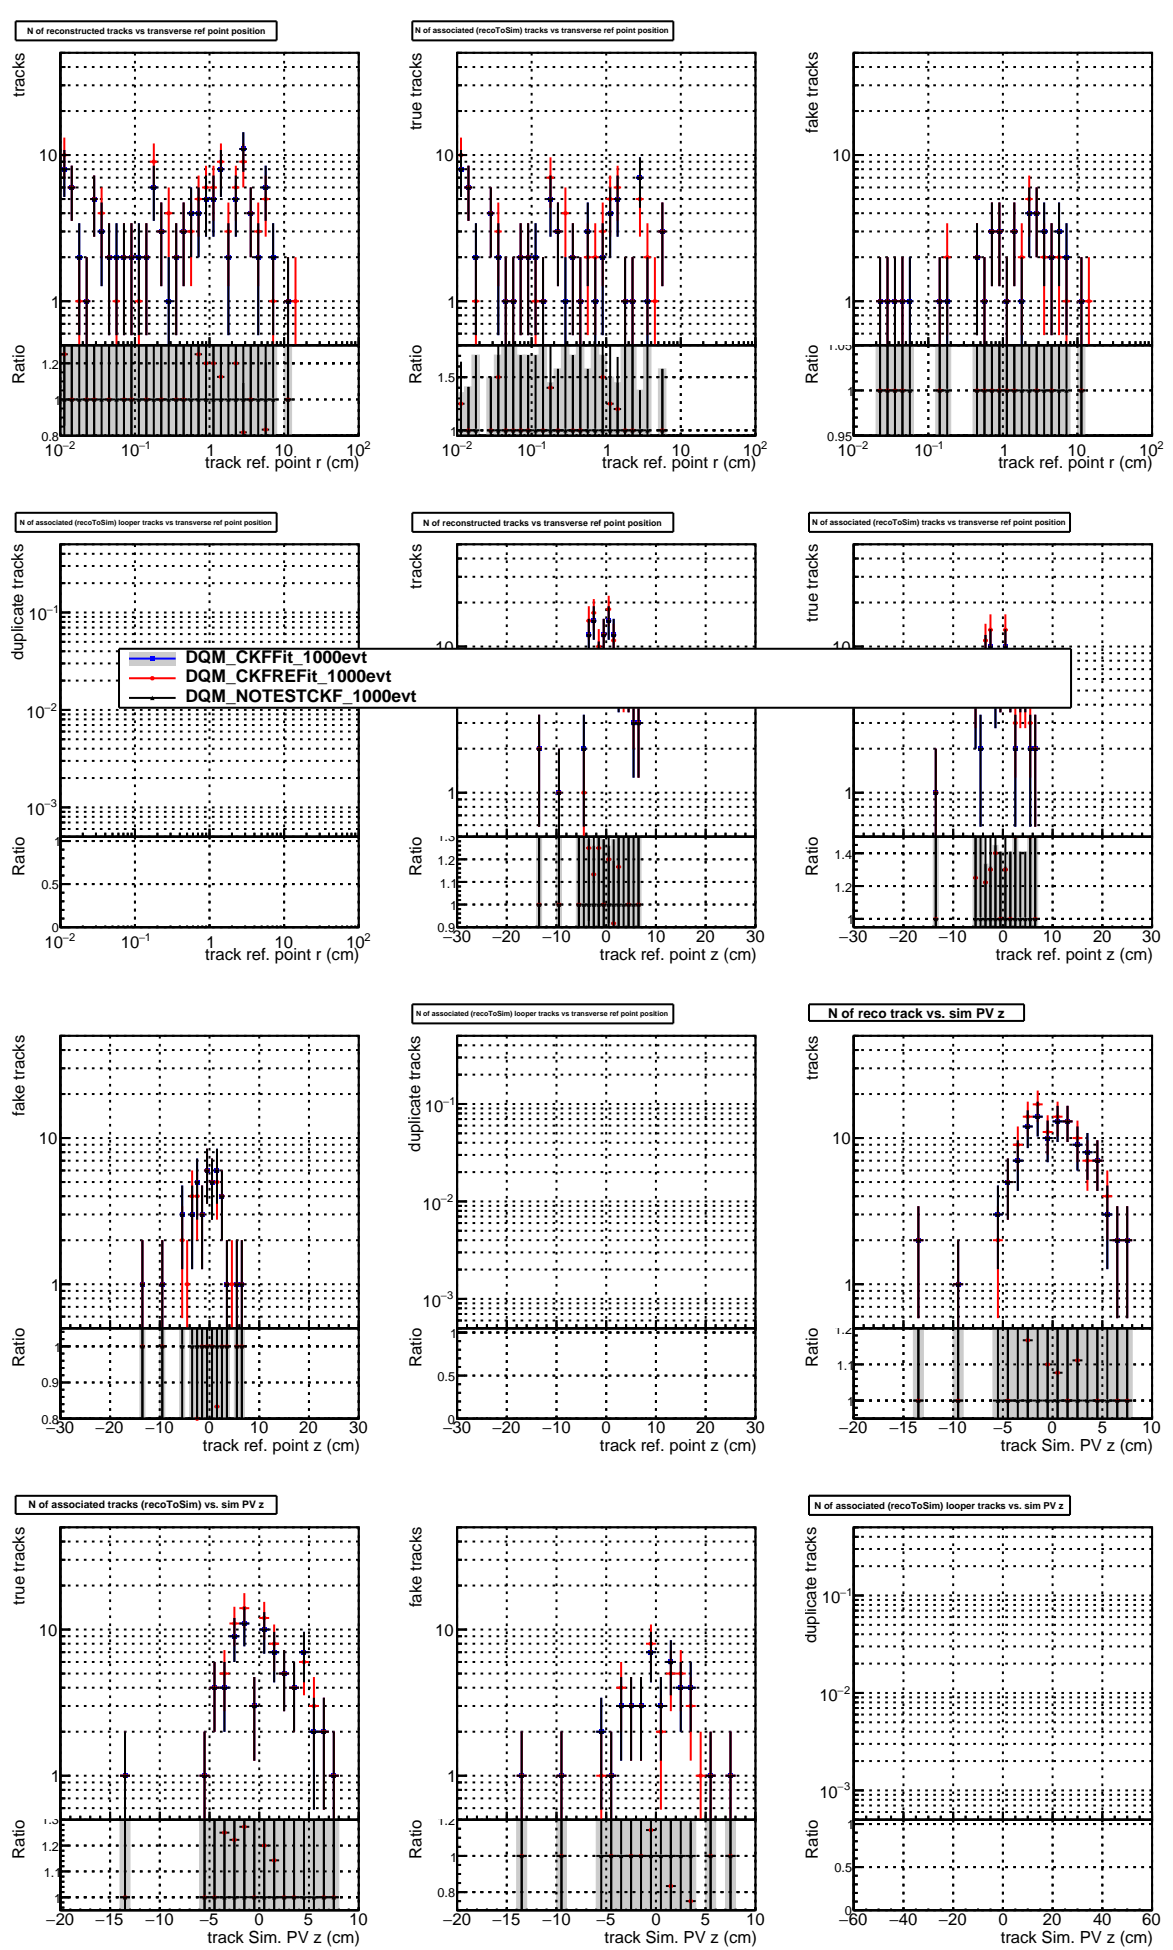 N of reconstructed tracks vs transverse ref point position
tracks
10
1
Ratio
1.2
1
0.8
10−2 10−1 1 10 102
track ref. point r (cm)
N of associated (recoToSim) tracks vs transverse ref point position
true tracks
10
1
Ratio
1.5
1
10−2 10−1 1 10 102
track ref. point r (cm)
fake tracks
10
1
Ratio
1.05
1
0.95
10−2 10−1 1 10 102
track ref. point r (cm)
N of associated (recoToSim) looper tracks vs transverse ref point position
duplicate tracks
10−1
10−2
10−3
Ratio
1
0.5
0
10−2 10−1 1 10 102
track ref. point r (cm)
N of reconstructed tracks vs transverse ref point position
tracks
10
1
Ratio
1.3
1.2
1.1
1
0.9
−30 −20 −10 0 10 20 30
track ref. point z (cm)
N of associated (recoToSim) tracks vs transverse ref point position
true tracks
10
1
Ratio
1.4
1.2
1
−30 −20 −10 0 10 20 30
track ref. point z (cm)
DQM_CKFFit_1000evt
DQM_CKFREFit_1000evt
DQM_NOTESTCKF_1000evt
fake tracks
10
1
Ratio
1
0.9
0.8
−30 −20 −10 0 10 20 30
track ref. point z (cm)
N of associated (recoToSim) looper tracks vs transverse ref point position
duplicate tracks
10−1
10−2
10−3
Ratio
1
0.5
0
−30 −20 −10 0 10 20 30
track ref. point z (cm)
N of reco track vs. sim PV z
tracks
10
1
Ratio
1.2
1.1
1
−20 −15 −10 −5 0 5 10
track Sim. PV z (cm)
N of associated tracks (recoToSim) vs. sim PV z
true tracks
10
1
Ratio
1.3
1.2
1.1
1
−20 −15 −10 −5 0 5 10
track Sim. PV z (cm)
fake tracks
10
1
Ratio
1.2
1
0.8
−20 −15 −10 −5 0 5 10
track Sim. PV z (cm)
N of associated (recoToSim) looper tracks vs. sim PV z
duplicate tracks
10−1
10−2
10−3
Ratio
1
0.5
0
−60 −40 −20 0 20 40 60
track Sim. PV z (cm)